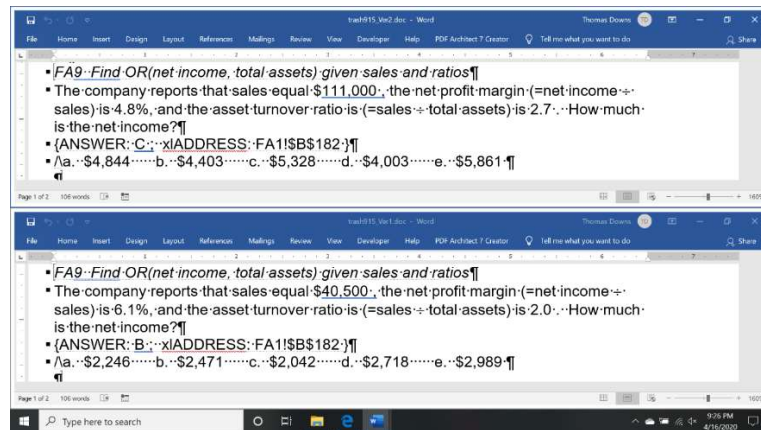 trash915_Ver2.doc - Word
Thomas Downs
TD
File Home Insert Design Layout References Mailings Review View Developer Help PDF Architect 7 Creator Tell me what you want to do Share
FA9··Find·OR(net·income,·total·assets)·given·sales·and·ratios¶
The·company·reports·that·sales·equal·$111,000·,·the·net·profit·margin·(=net·income·÷·
sales)·is·4.8%,·and·the·asset·turnover·ratio·is·(=sales·÷·total·assets)·is·2.7·.··How·much·
is·the·net·income?¶
{ANSWER:·C·;··xlADDRESS:·FA1!$B$182·}¶
/\a.··$4,844······b.··$4,403······c.··$5,328······d.··$4,003······e.··$5,861·¶
¶
Page 1 of 2 106 words 160%
trash915_Ver1.doc - Word
Thomas Downs
TD
File Home Insert Design Layout References Mailings Review View Developer Help PDF Architect 7 Creator Tell me what you want to do Share
FA9··Find·OR(net·income,·total·assets)·given·sales·and·ratios¶
The·company·reports·that·sales·equal·$40,500·,·the·net·profit·margin·(=net·income·÷·
sales)·is·6.1%,·and·the·asset·turnover·ratio·is·(=sales·÷·total·assets)·is·2.0·.··How·much·
is·the·net·income?¶
{ANSWER:·B·;··xlADDRESS:·FA1!$B$182·}¶
/\a.··$2,246······b.··$2,471······c.··$2,042······d.··$2,718······e.··$2,989·¶
¶
Page 1 of 2 106 words 160%
Type here to search
9:26 PM
4/16/2020